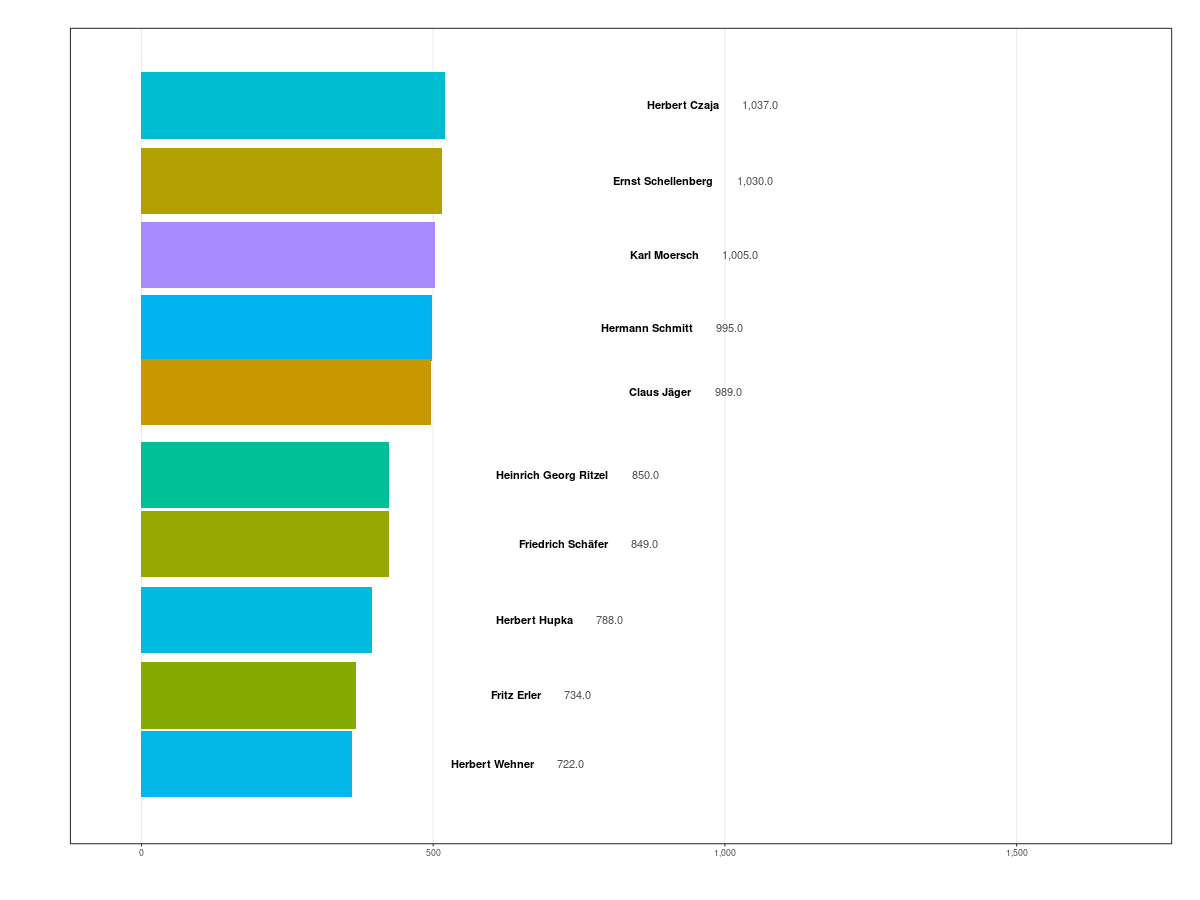 Herbert Czaja 1,037.0
Ernst Schellenberg 1,030.0
Karl Moersch 1,005.0
Hermann Schmitt 995.0
Claus Jäger 989.0
Heinrich Georg Ritzel 850.0
Friedrich Schäfer 849.0
Herbert Hupka 788.0
Fritz Erler 734.0
Herbert Wehner 722.0
0 500 1,000 1,500